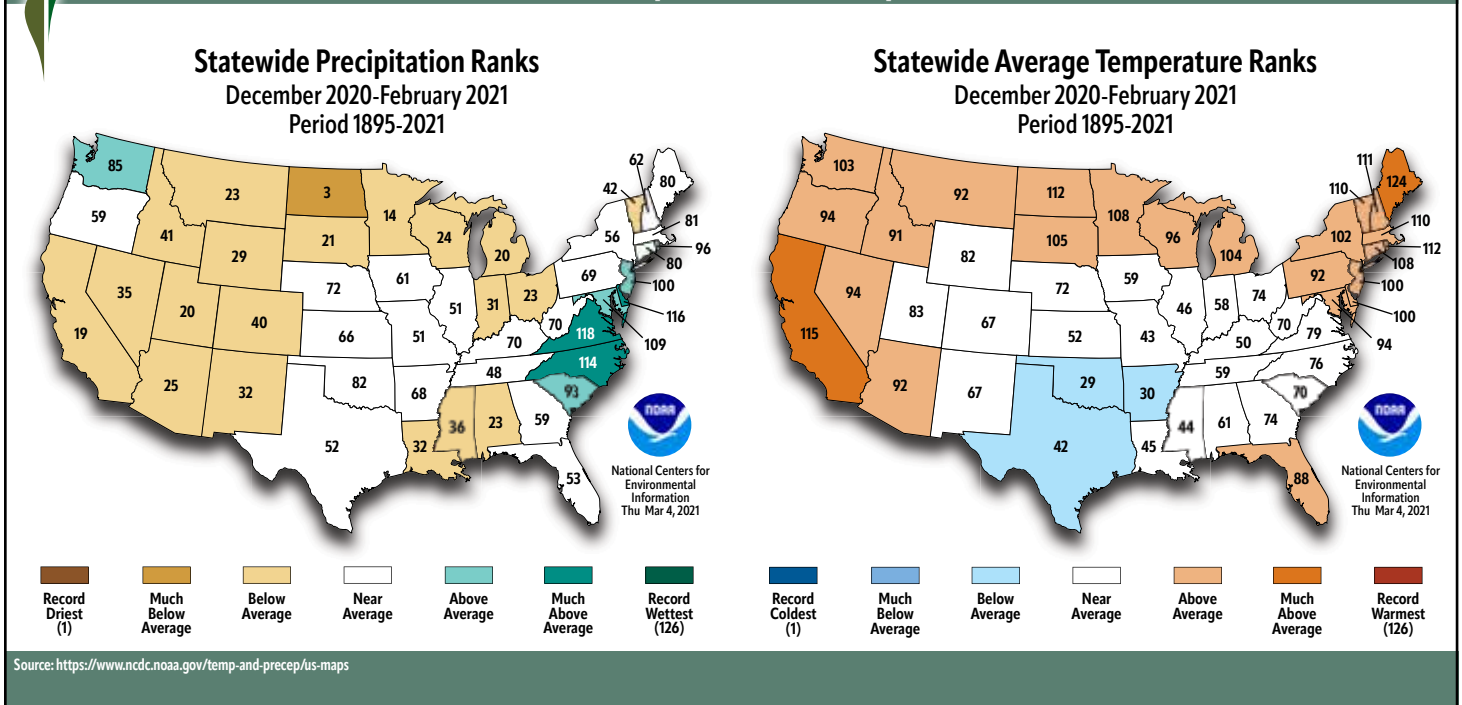 Statewide Precipitation Ranks
December 2020-February 2021
Period 1895-2021
85
59
41
23
3
14
24
20
21
29
35
20
40
19
25
32
72
61
51
31
23
69
56
42
62
80
81
96
80
100
116
109
66
51
70
70
118
114
48
93
82
68
52
32
36
23
59
53
NOAA
National Centers for
Environmental
Information
Thu Mar 4, 2021
Record
Driest
(1)
Much
Below
Average
Below
Average
Near
Average
Above
Average
Much
Above
Average
Record
Wettest
(126)
Statewide Average Temperature Ranks
December 2020-February 2021
Period 1895-2021
103
94
91
92
112
108
96
104
105
82
94
83
67
115
92
67
72
59
46
58
74
92
102
110
111
124
110
112
108
100
100
94
52
43
50
70
79
76
59
70
29
30
42
45
44
61
74
88
NOAA
National Centers for
Environmental
Information
Thu Mar 4, 2021
Record
Coldest
(1)
Much
Below
Average
Below
Average
Near
Average
Above
Average
Much
Above
Average
Record
Warmest
(126)
Source: https://www.ncdc.noaa.gov/temp-and-precep/us-maps